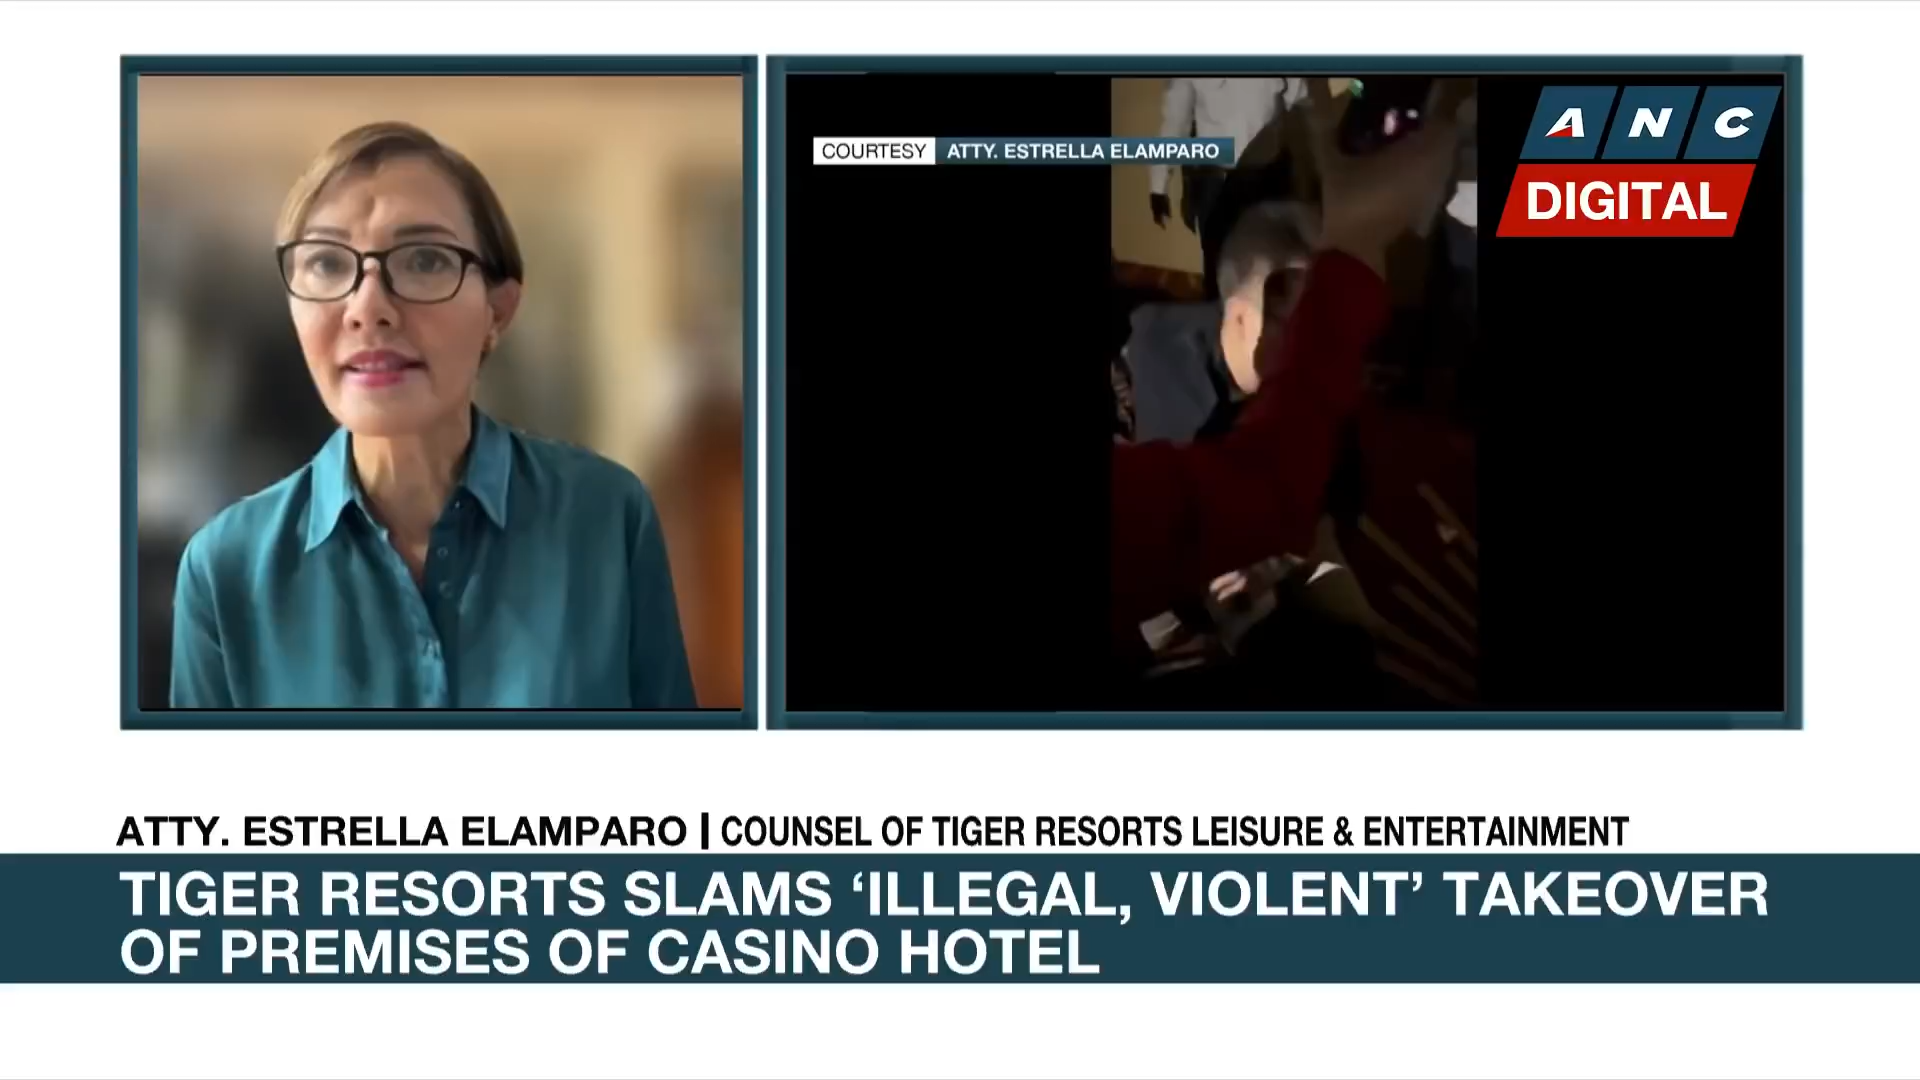 COURTESY ATTY. ESTRELLA ELAMPARO
ANC
DIGITAL
ATTY. ESTRELLA ELAMPARO | COUNSEL OF TIGER RESORTS LEISURE & ENTERTAINMENT
TIGER RESORTS SLAMS ‘ILLEGAL, VIOLENT’ TAKEOVER
OF PREMISES OF CASINO HOTEL